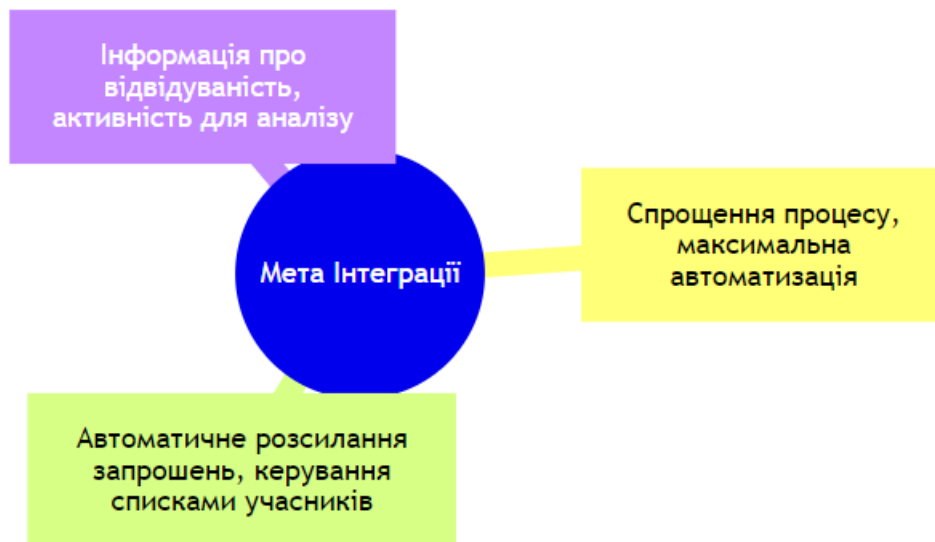 Інформація про
відвідуваність,
активність для аналізу
Спрощення процесу,
максимальна
автоматизація
Мета Інтеграції
Автоматичне розсилання
запрошень, керування
списками учасників